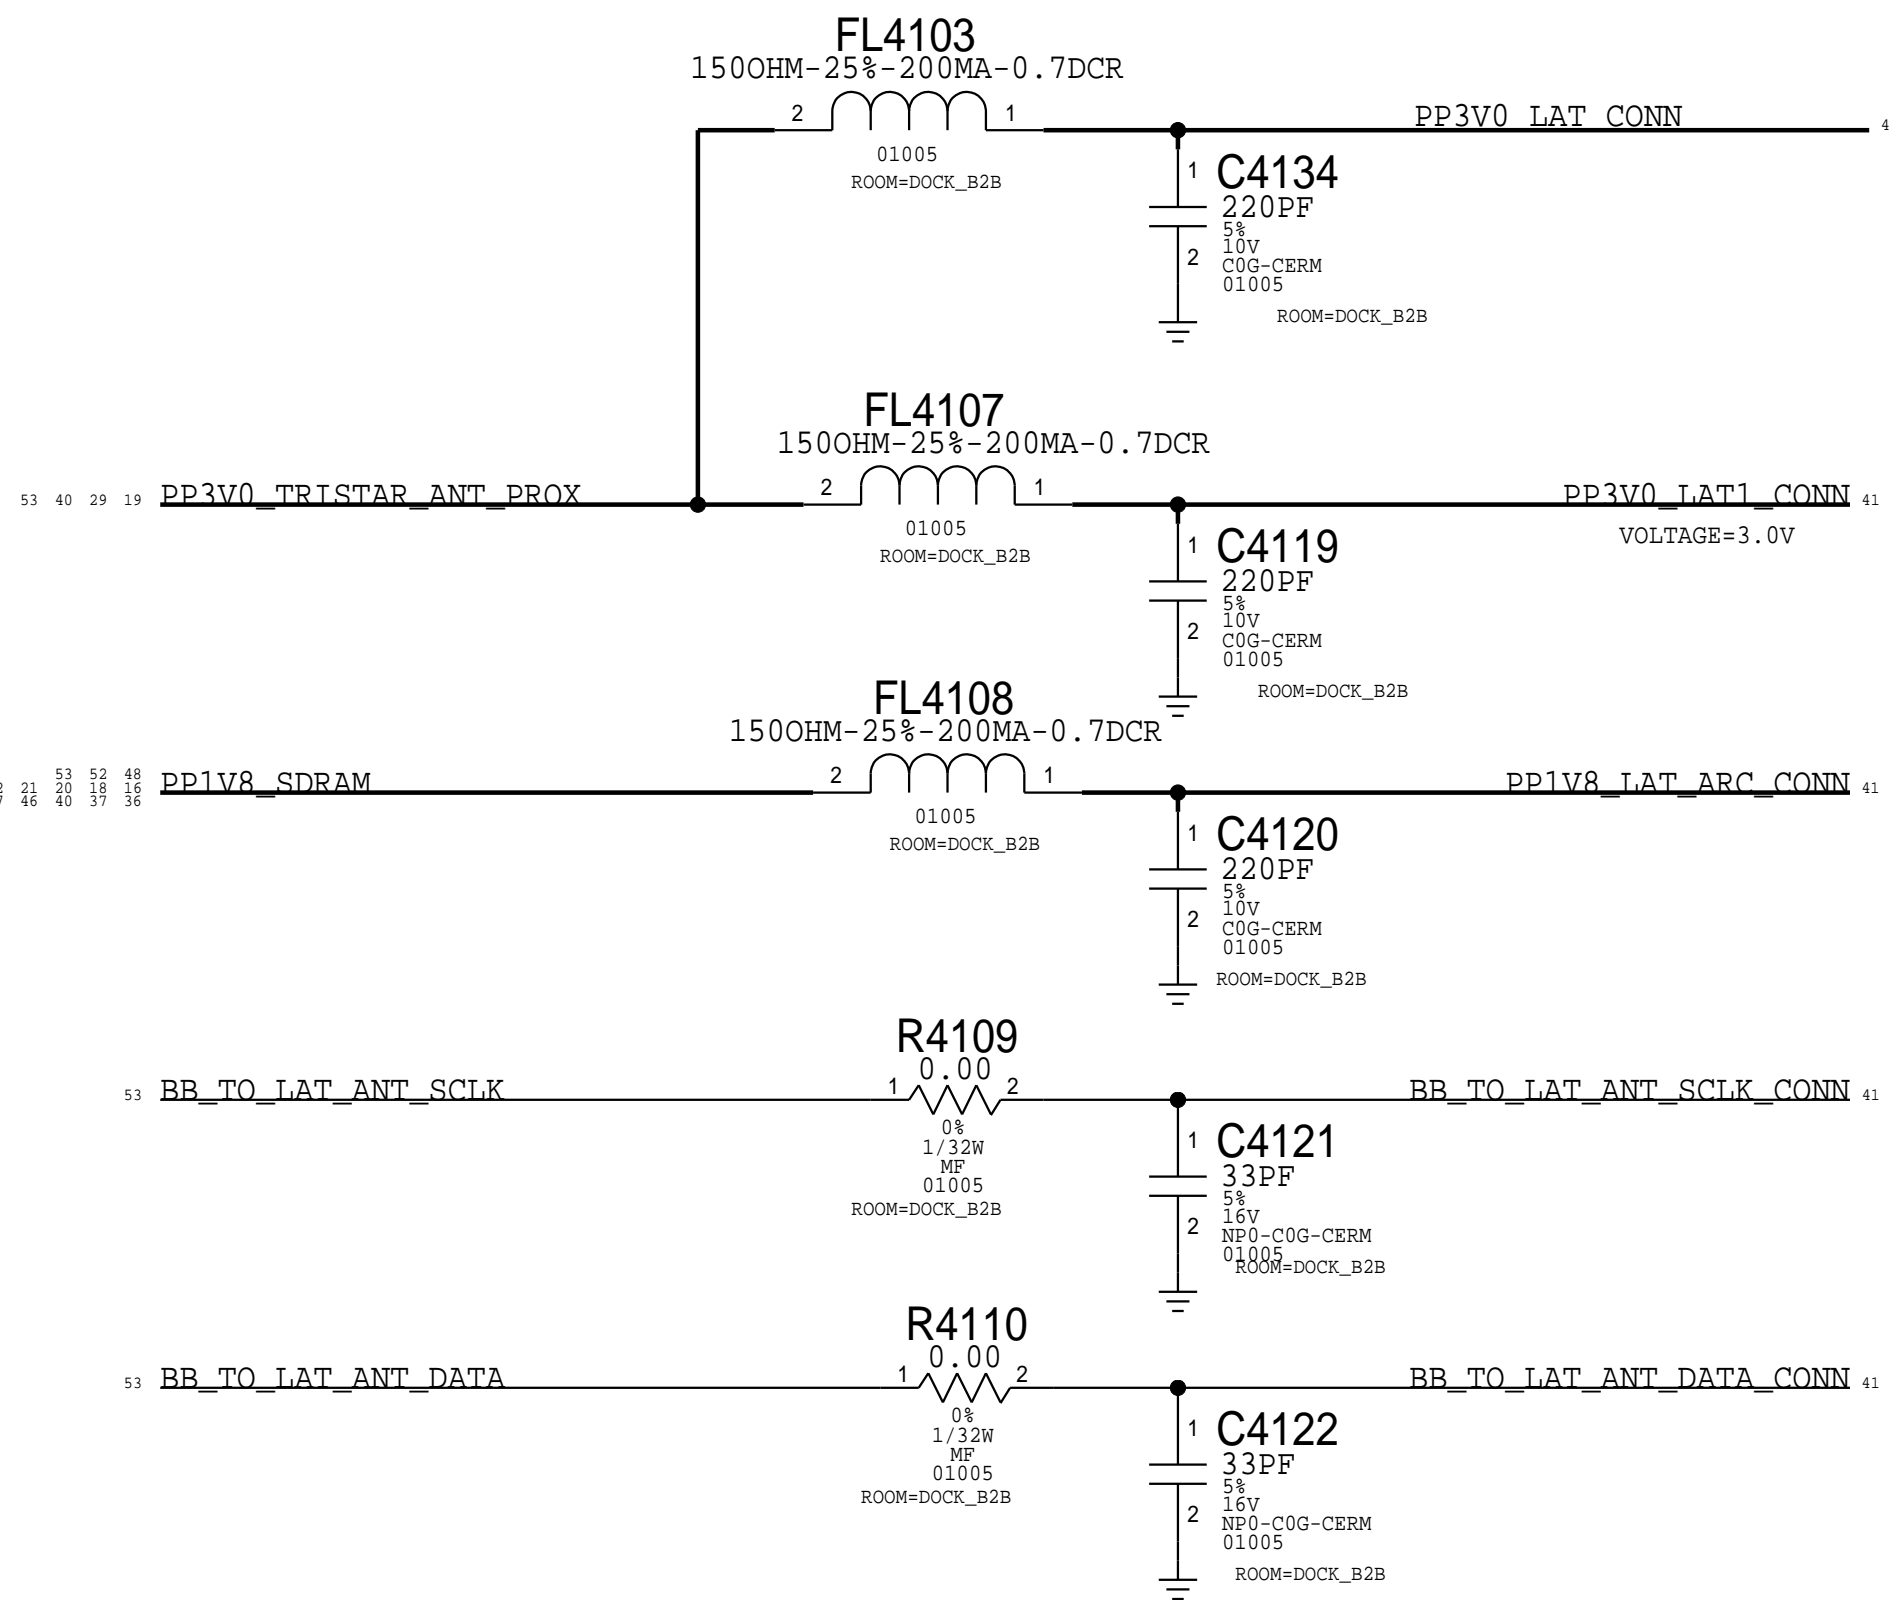 FL4103
150OHM-25%-200MA-0.7DCR
2
1
01005
ROOM=DOCK_B2B
PP3V0_LAT_CONN
4
1
C4134
220PF
5%
10V
2
C0G-CERM
01005
ROOM=DOCK_B2B
FL4107
150OHM-25%-200MA-0.7DCR
53 40 29 19
PP3V0_TRISTAR_ANT_PROX
2
1
01005
ROOM=DOCK_B2B
PP3V0_LAT1_CONN
41
VOLTAGE=3.0V
1
C4119
220PF
5%
10V
2
C0G-CERM
01005
ROOM=DOCK_B2B
FL4108
150OHM-25%-200MA-0.7DCR
53 52 48
21 20 18 16
46 40 37 36
PP1V8_SDRAM
2
1
01005
ROOM=DOCK_B2B
PP1V8_LAT_ARC_CONN
41
1
C4120
220PF
5%
10V
2
C0G-CERM
01005
ROOM=DOCK_B2B
R4109
0.00
53
BB_TO_LAT_ANT_SCLK
1
2
0%
1/32W
MF
01005
ROOM=DOCK_B2B
BB_TO_LAT_ANT_SCLK_CONN
41
1
C4121
33PF
5%
16V
2
NP0-C0G-CERM
01005
ROOM=DOCK_B2B
R4110
0.00
53
BB_TO_LAT_ANT_DATA
1
2
0%
1/32W
MF
01005
ROOM=DOCK_B2B
BB_TO_LAT_ANT_DATA_CONN
41
1
C4122
33PF
5%
16V
2
NP0-C0G-CERM
01005
ROOM=DOCK_B2B